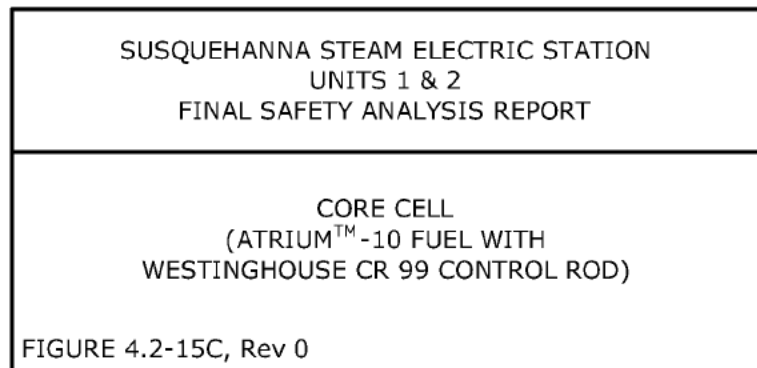 SUSQUEHANNA STEAM ELECTRIC STATION
UNITS 1 & 2
FINAL SAFETY ANALYSIS REPORT
CORE CELL
(ATRIUM™-10 FUEL WITH
WESTINGHOUSE CR 99 CONTROL ROD)
FIGURE 4.2-15C, Rev 0